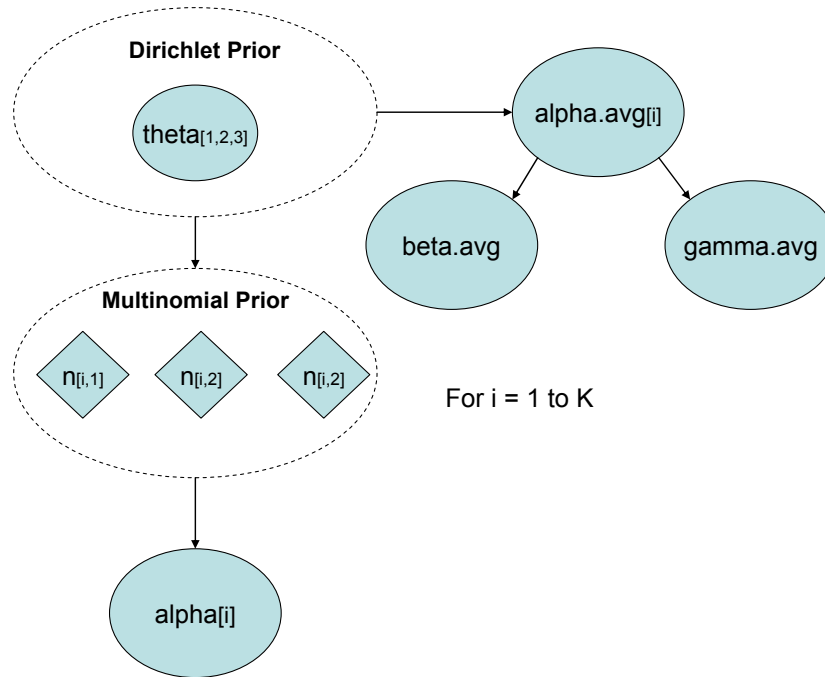 Dirichlet Prior
theta[1,2,3]
alpha.avg[i]
beta.avg
gamma.avg
Multinomial Prior
n[i,1] n[i,2] n[i,2]
For i = 1 to K
alpha[i]